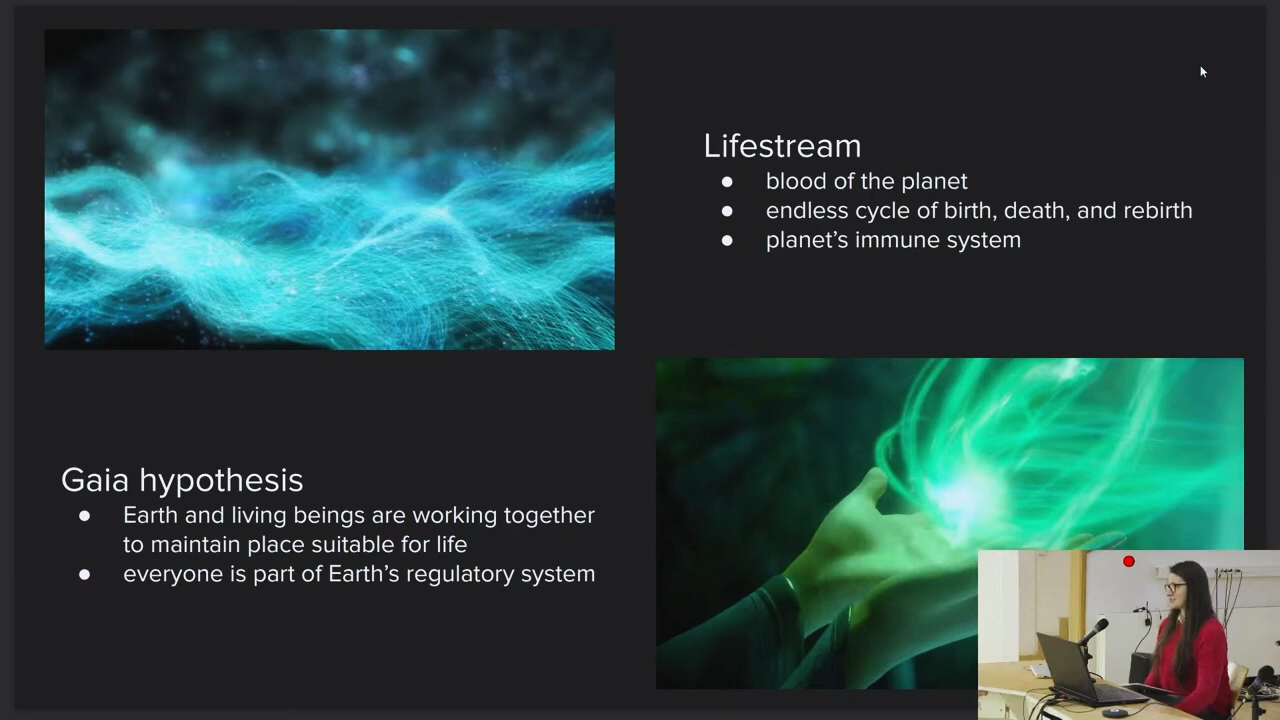 Lifestream
● blood of the planet
● endless cycle of birth, death, and rebirth
● planet's immune system
Gaia hypothesis
● Earth and living beings are working together
to maintain place suitable for life
● everyone is part of Earth's regulatory system